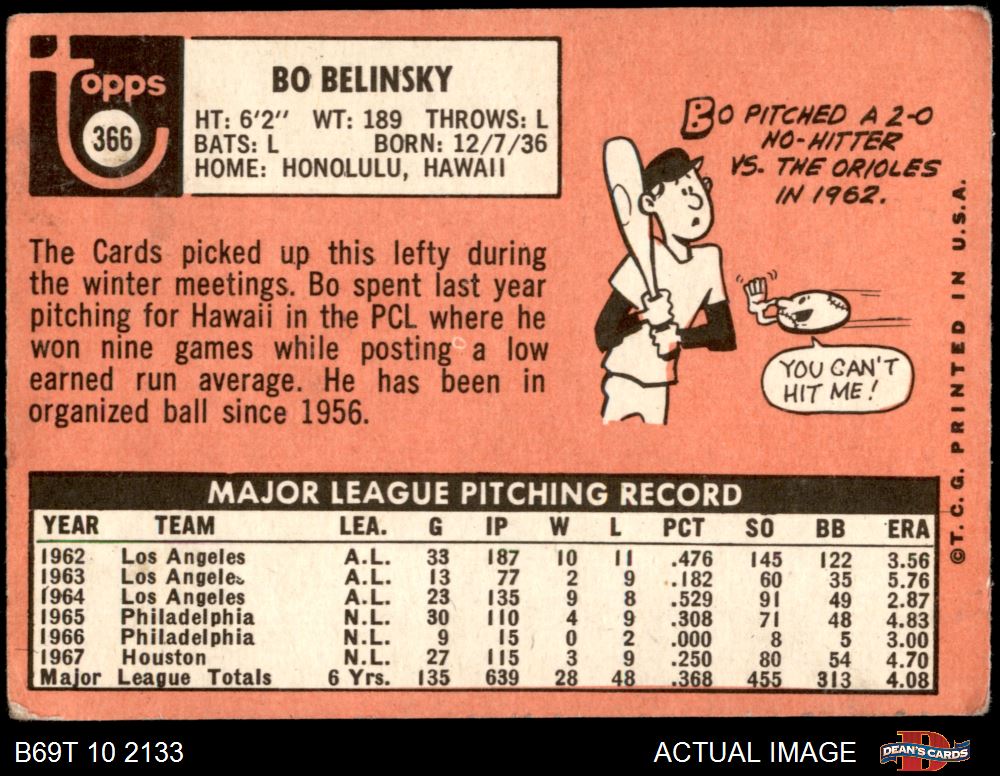 Topps
366
BO BELINSKY
HT: 6'2" WT: 189 THROWS: L
BATS: L BORN: 12/7/36
HOME: HONOLULU, HAWAII
BO PITCHED A 2-0
NO-HITTER
VS. THE ORIOLES
IN 1962.
YOU CAN'T
HIT ME!
The Cards picked up this lefty during
the winter meetings. Bo spent last year
pitching for Hawaii in the PCL where he
won nine games while posting a low
earned run average. He has been in
organized ball since 1956.
MAJOR LEAGUE PITCHING RECORD
YEAR TEAM LEA. G IP W L PCT SO BB ERA
1962 Los Angeles A.L. 33 187 10 11 .476 145 122 3.56
1963 Los Angeles A.L. 13 77 2 9 .182 60 35 5.76
1964 Los Angeles A.L. 23 135 9 8 .529 91 49 2.87
1965 Philadelphia N.L. 30 110 4 9 .308 71 48 4.83
1966 Philadelphia N.L. 9 15 0 2 .000 8 5 3.00
1967 Houston N.L. 27 115 3 9 .250 80 54 4.70
Major League Totals 6 Yrs. 135 639 28 48 .368 455 313 4.08
©T. C. G. PRINTED IN U.S.A.
B69T 10 2133
ACTUAL IMAGE
DEAN'S CARDS